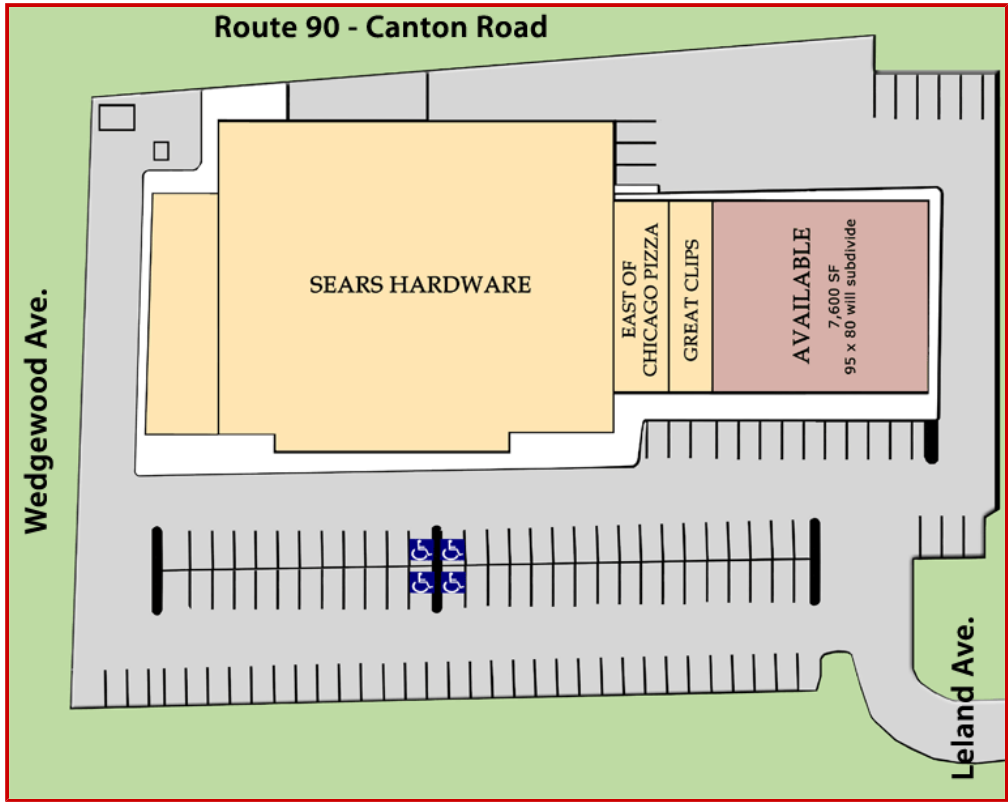 Route 90 - Canton Road
Wedgewood Ave.
SEARS HARDWARE
EAST OF
CHICAGO PIZZA
GREAT CLIPS
AVAILABLE
7,600 SF
95 x 80 will subdivide
Leland Ave.